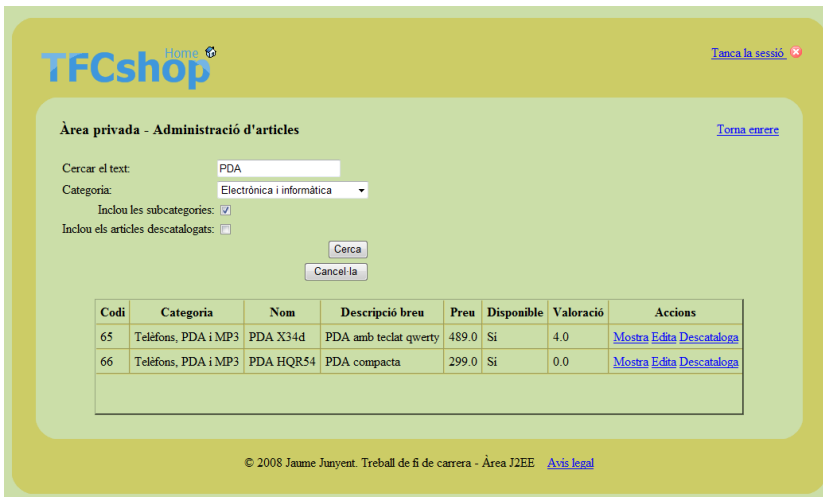 Home
TFCshop
Tanca la sessió
Àrea privada - Administració d'articles
Torna enrere
Cercar el text: PDA
Categoria: Electrònica i informàtica
Inclou les subcategories:
Inclou els articles descatalogats:
Cerca
Cancel·la
Codi Categoria Nom Descripció breu Preu Disponible Valoració Accions
65 Telèfons, PDA i MP3 PDA X34d PDA amb teclat qwerty 489.0 Si 4.0 Mostra Edita Descataloga
66 Telèfons, PDA i MP3 PDA HQR54 PDA compacta 299.0 Si 0.0 Mostra Edita Descataloga
© 2008 Jaume Junyent. Treball de fi de carrera - Àrea J2EE Avis legal